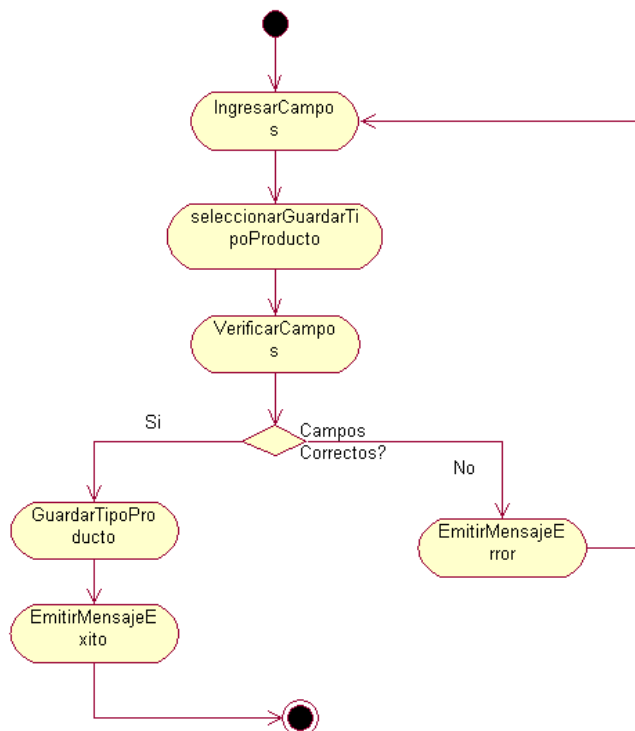 IngresarCampo
s
seleccionarGuardarTi
poProducto
VerificarCampo
s
Si
Campos
Correctos?
No
GuardarTipoPro
ducto
EmitirMensajeE
rror
EmitirMensajeE
xito